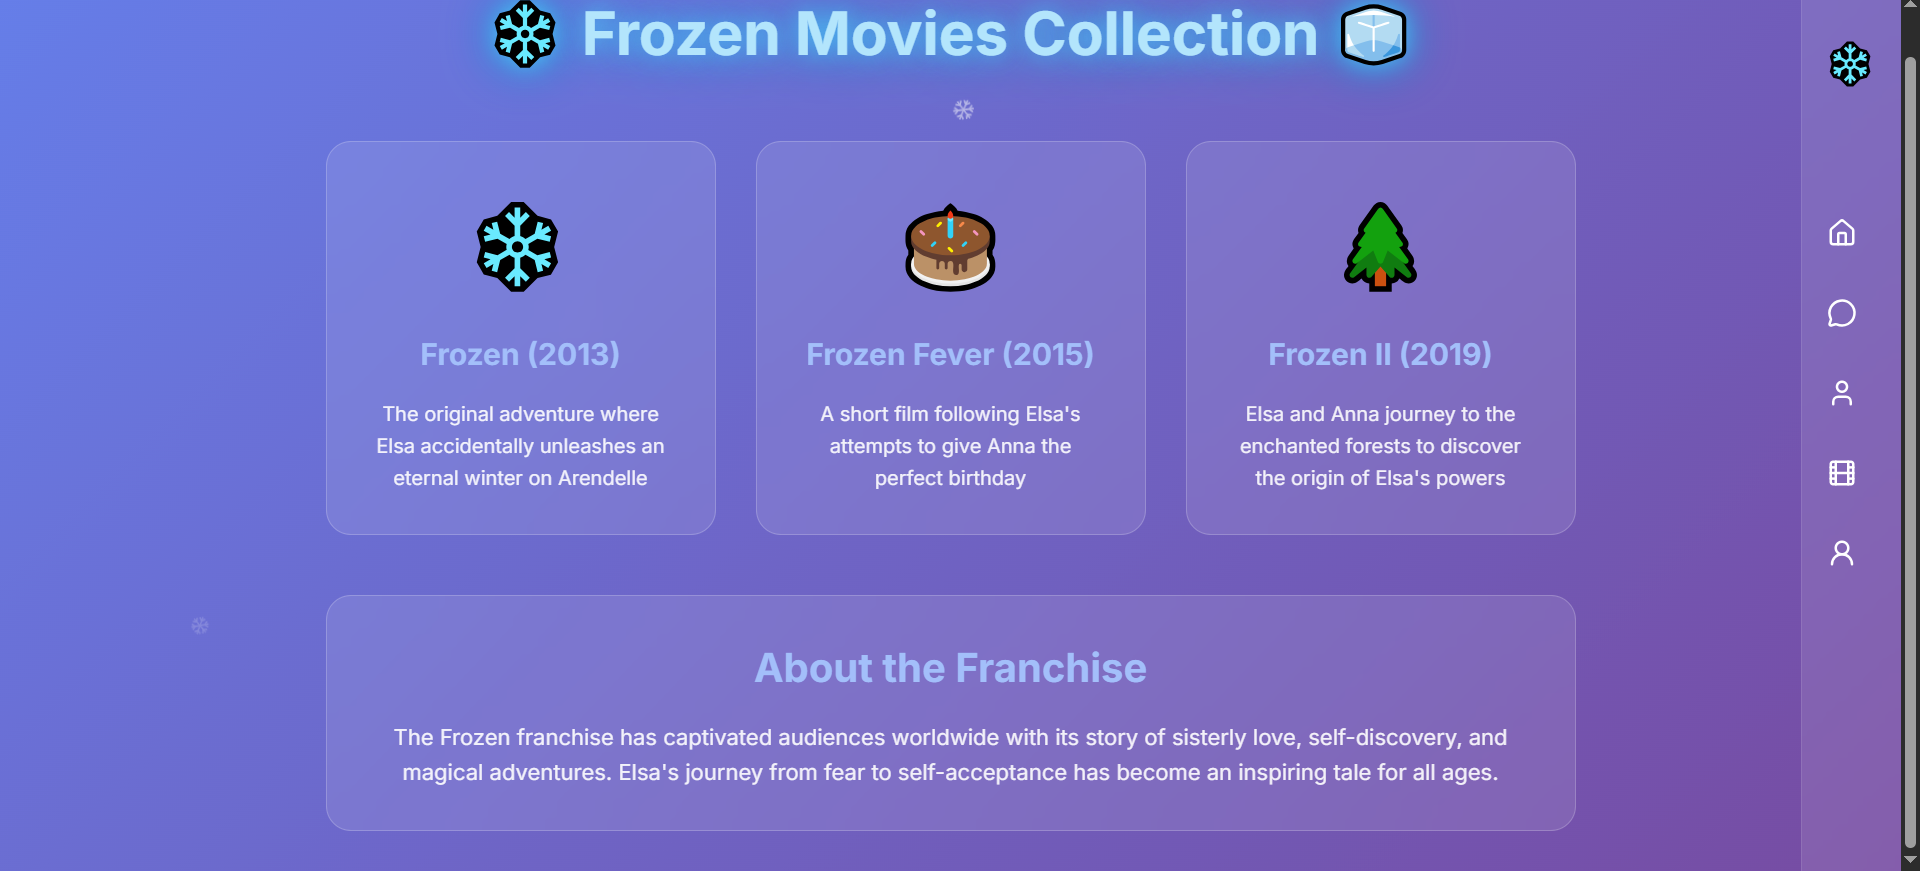 Frozen Movies Collection
Frozen (2013)
The original adventure where
Elsa accidentally unleashes an
eternal winter on Arendelle
Frozen Fever (2015)
A short film following Elsa's
attempts to give Anna the
perfect birthday
Frozen II (2019)
Elsa and Anna journey to the
enchanted forests to discover
the origin of Elsa's powers
About the Franchise
The Frozen franchise has captivated audiences worldwide with its story of sisterly love, self-discovery, and
magical adventures. Elsa's journey from fear to self-acceptance has become an inspiring tale for all ages.